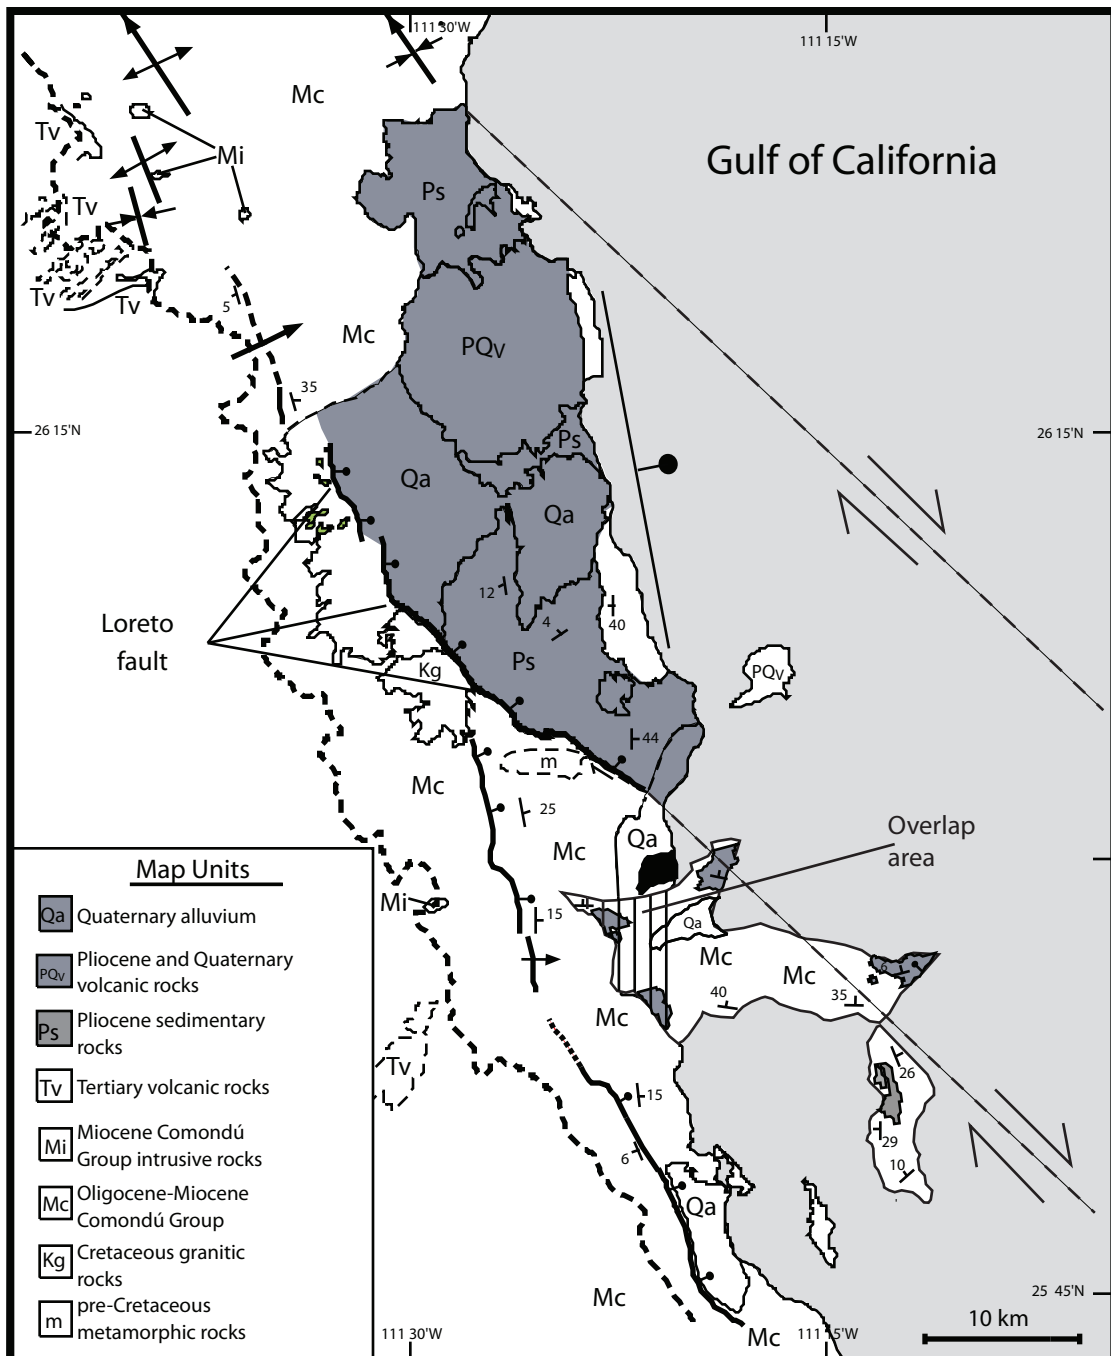 111 30'W
111 15'W
Mc
Gulf of California
Tv
Mi
Ps
Tv
Tv
Tv
5
Mc
PQv
35
26 15'N
26 15'N
Ps
Qa
Qa
12
4
40
Loreto
fault
Ps
Kg
PQv
44
m
Mc
25
Qa
Overlap
area
Mc
Mi
15
Qa
Mc
Mc
6
40
35
Mc
Tv
26
15
29
6
10
Qa
25 45'N
Mc
10 km
111 30'W
111 15'W
Mc
Map Units
Qa Quaternary alluvium
PQv Pliocene and Quaternary
volcanic rocks
Ps Pliocene sedimentary
rocks
Tv Tertiary volcanic rocks
Mi Miocene Comondú
Group intrusive rocks
Mc Oligocene-Miocene
Comondú Group
Kg Cretaceous granitic
rocks
m pre-Cretaceous
metamorphic rocks